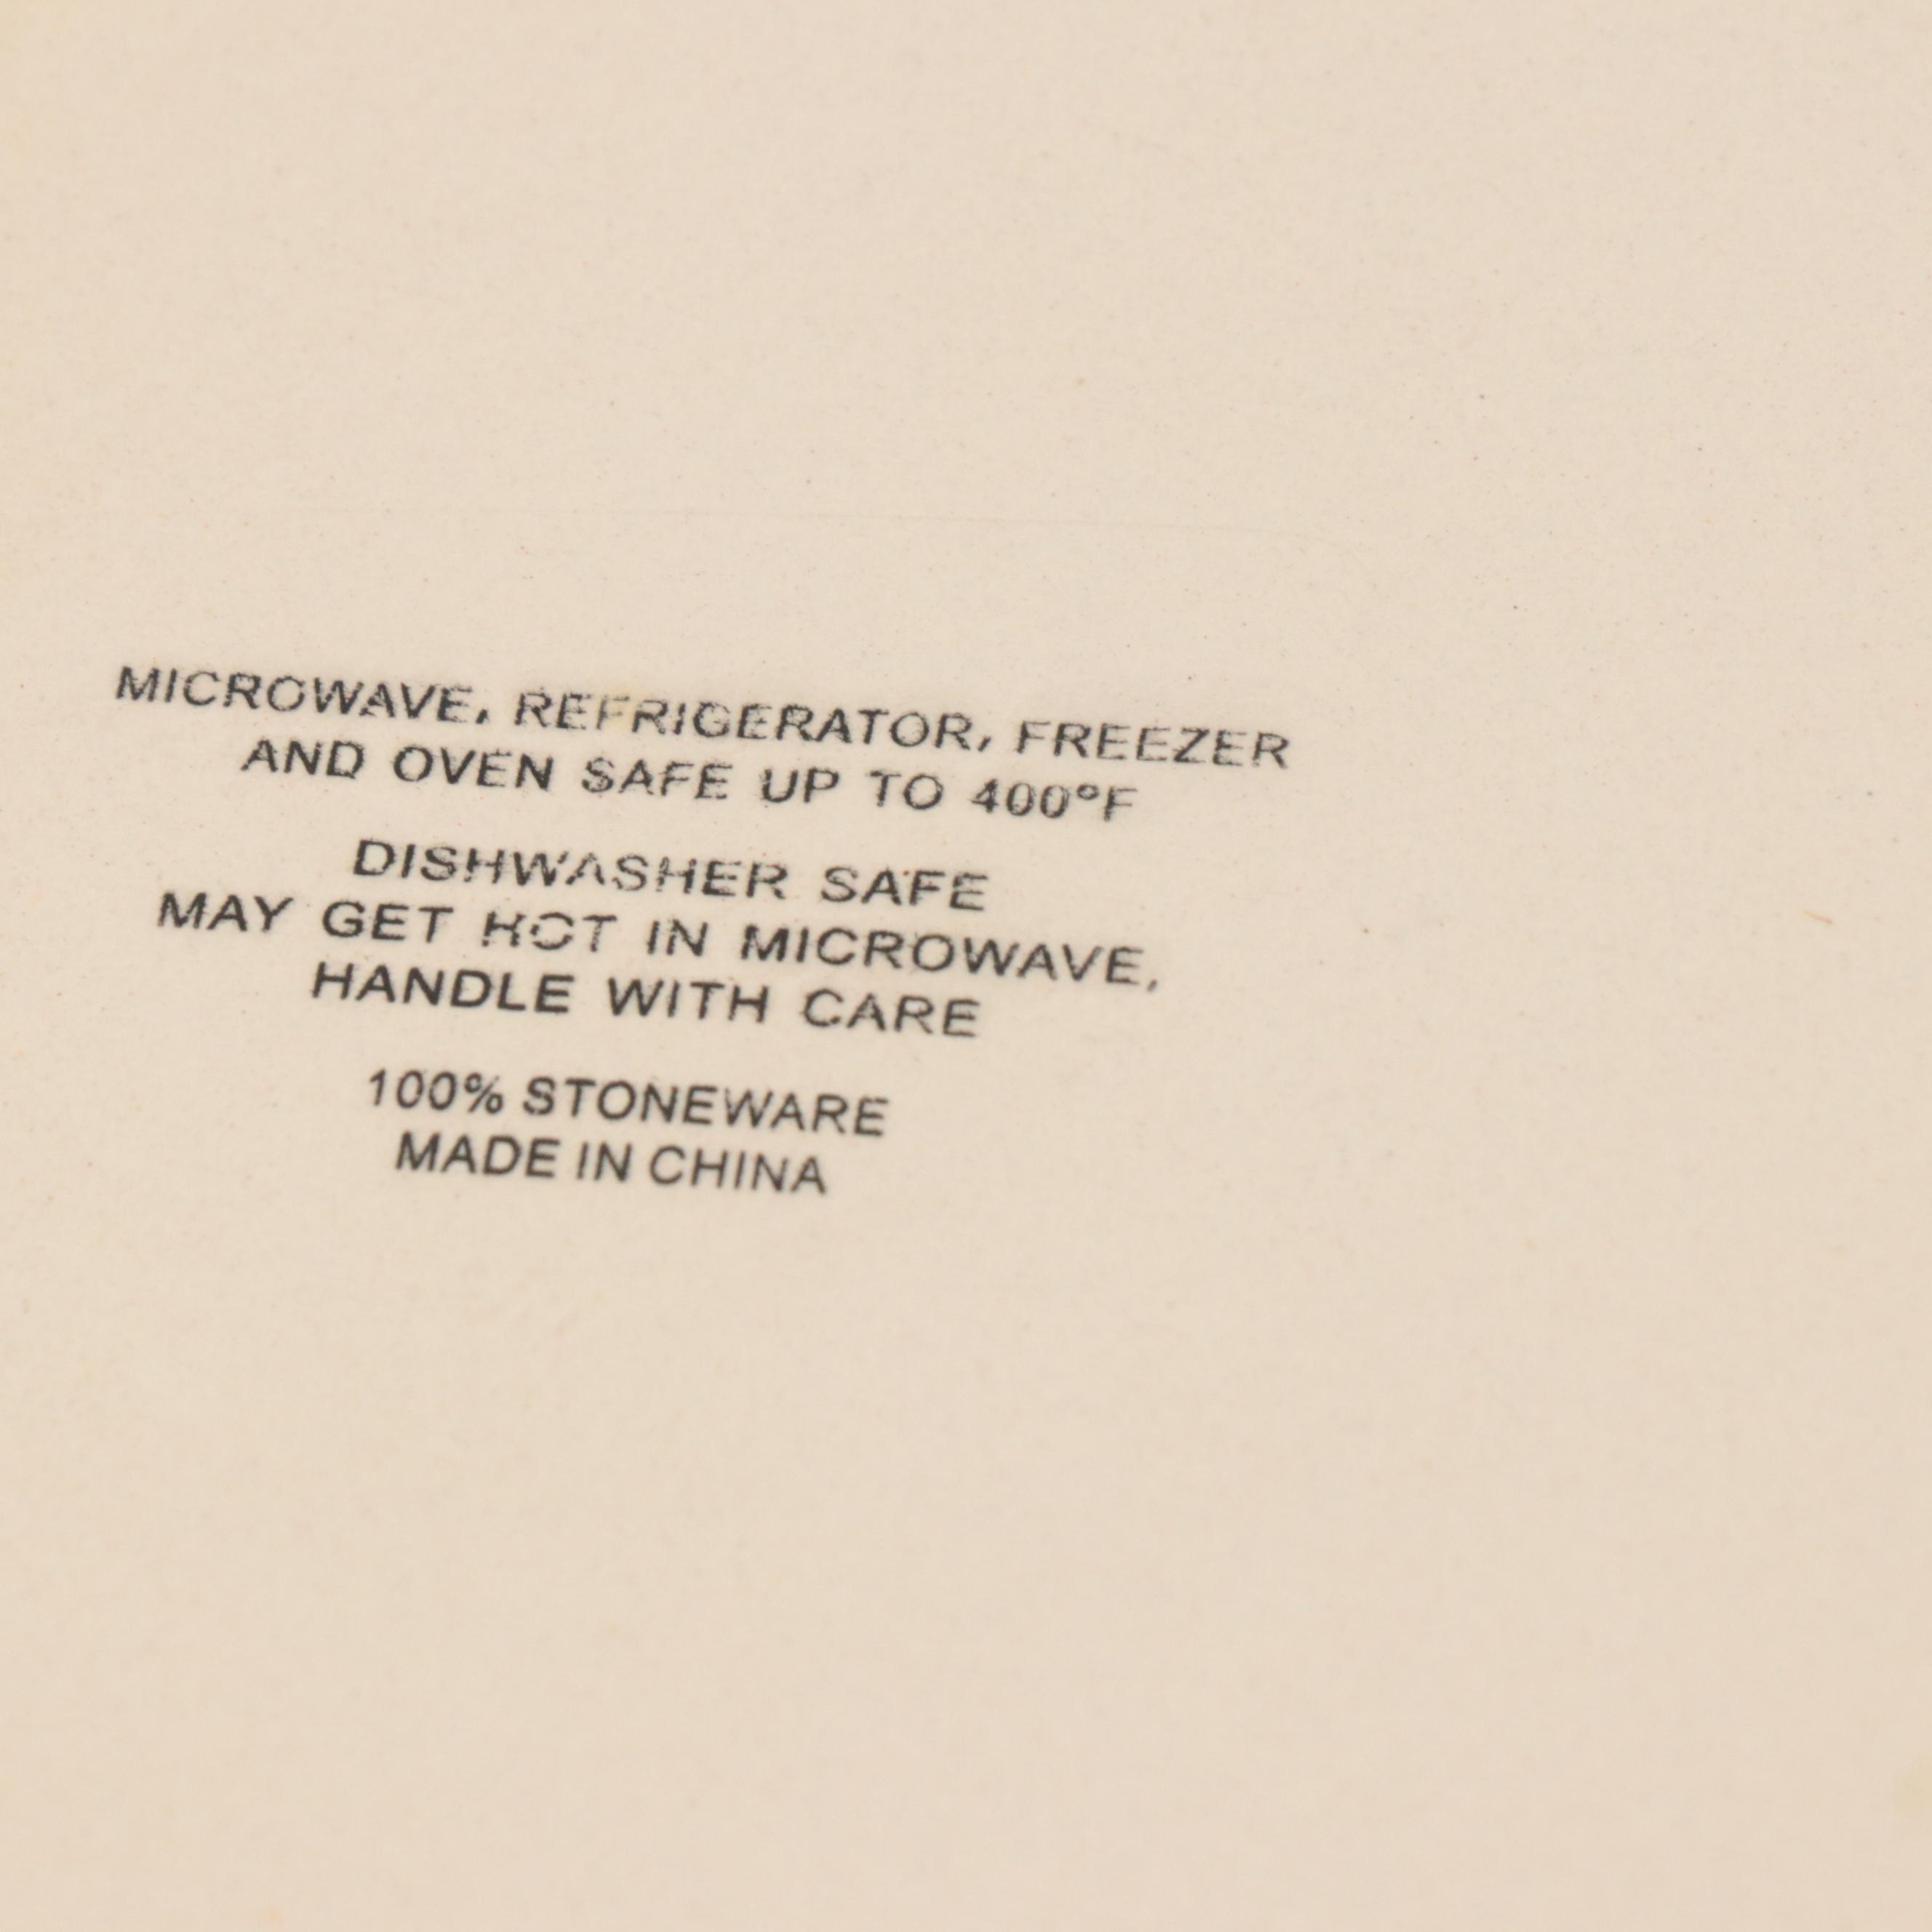 MICROWAVE, REFRIGERATOR, FREEZER
AND OVEN SAFE UP TO 400ºF
DISHWASHER SAFE
MAY GET HOT IN MICROWAVE,
HANDLE WITH CARE
100% STONEWARE
MADE IN CHINA